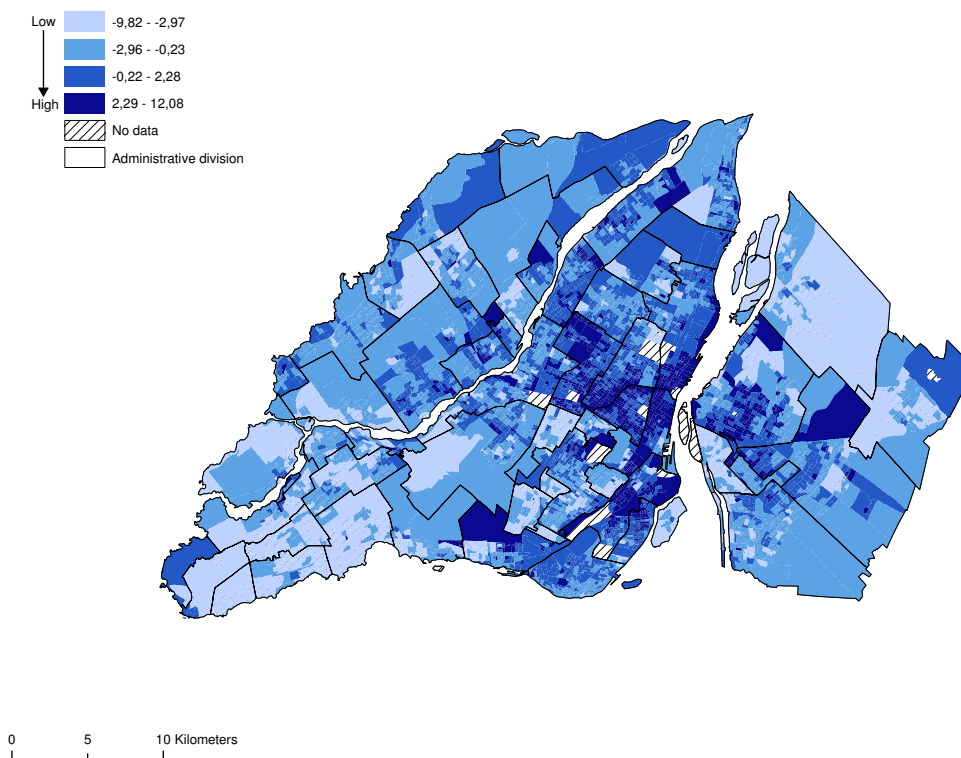 Low
-9,82 - -2,97
-2,96 - -0,23
-0,22 - 2,28
High
2,29 - 12,08
No data
Administrative division
0 5 10 Kilometers